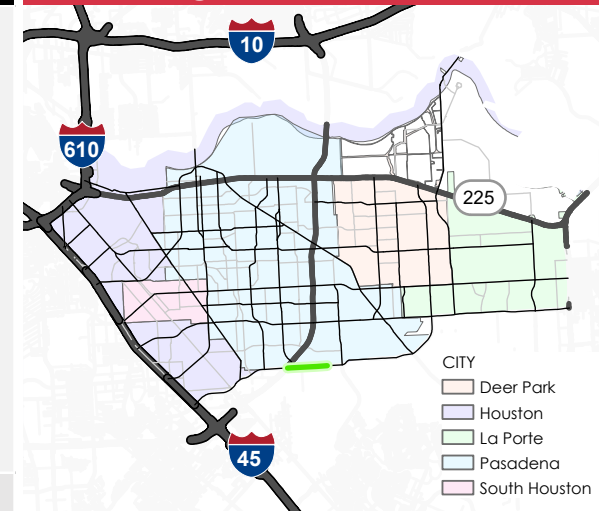 10
610
225
45
CITY
Deer Park
Houston
La Porte
Pasadena
South Houston